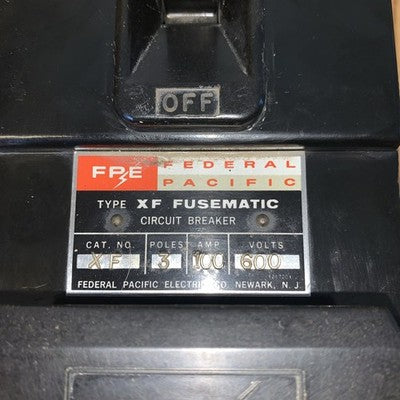 OFF
FPE FEDERAL PACIFIC
TYPE XF FUSEMATIC
CIRCUIT BREAKER
CAT. NO. POLES AMP VOLTS
XF 3 100 600
FEDERAL PACIFIC ELECTRIC CO. NEWARK, N. J.